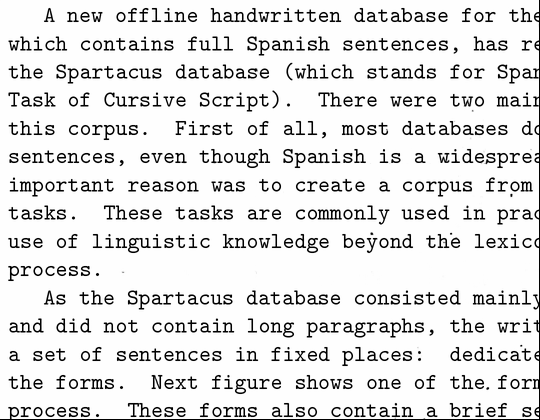 A new offline handwritten database for the
which contains full Spanish sentences, has re
the Spartacus database (which stands for Spar
Task of Cursive Script). There were two mair
this corpus. First of all, most databases do
sentences, even though Spanish is a widesprea
important reason was to create a corpus from
tasks. These tasks are commonly used in prac
use of linguistic knowledge beyond the lexico
process.
As the Spartacus database consisted mainly
and did not contain long paragraphs, the writ
a set of sentences in fixed places: dedicate
the forms. Next figure shows one of the form
process. These forms also contain a brief se